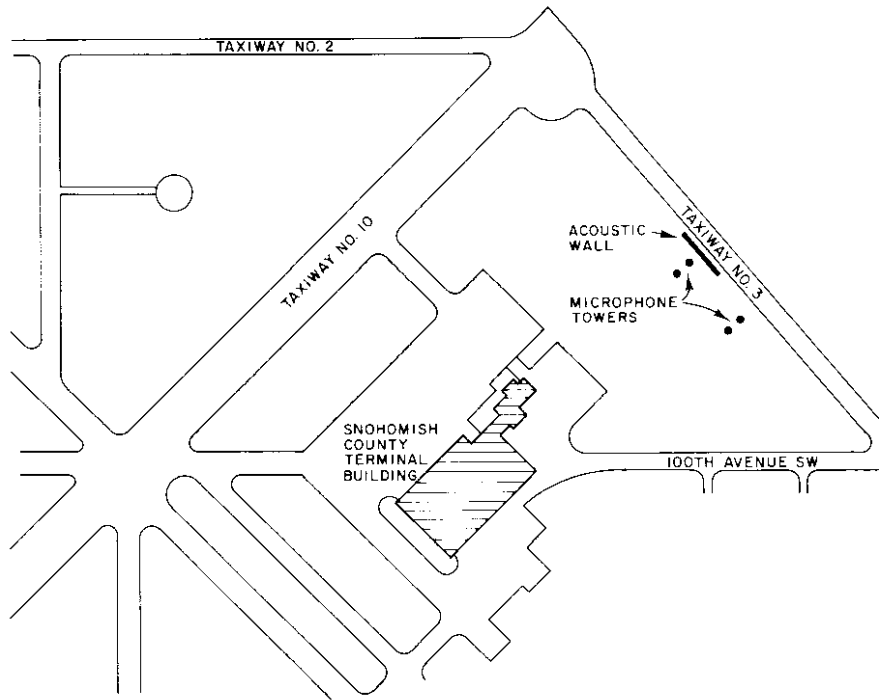 TAXIWAY NO. 2
TAXIWAY NO. 10
ACOUSTIC
WALL
TAXIWAY NO. 3
MICROPHONE
TOWERS
SNOHOMISH
COUNTY
TERMINAL
BUILDING
100TH AVENUE SW